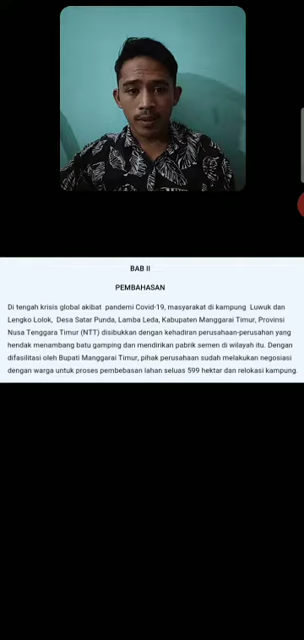 BAB II
PEMBAHASAN
Di tengah krisis global akibat pandemi Covid-19, masyarakat di kampung Luwuk dan
Lengko Lolok, Desa Satar Punda, Lamba Leda, Kabupaten Manggarai Timur, Provinsi
Nusa Tenggara Timur (NTT) disibukkan dengan kehadiran perusahaan-perusahan yang
hendak menambang batu gamping dan mendirikan pabrik semen di wilayah itu. Dengan
difasilitasi oleh Bupati Manggarai Timur, pihak perusahaan sudah melakukan negosiasi
dengan warga untuk proses pembebasan lahan seluas 599 hektar dan relokasi kampung.